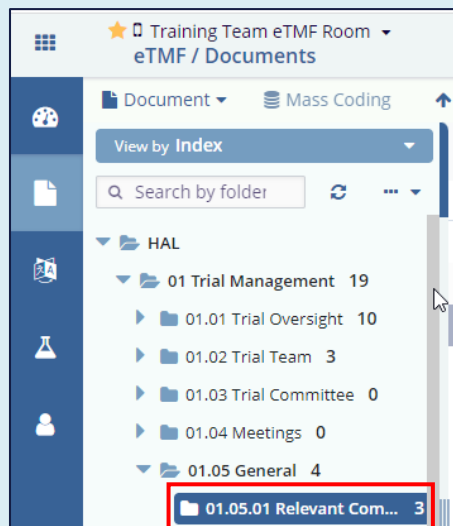 Training Team eTMF Room
eTMF / Documents
Document Mass Coding
View by Index
Search by folder
HAL
01 Trial Management 19
01.01 Trial Oversight 10
01.02 Trial Team 3
01.03 Trial Committee 0
01.04 Meetings 0
01.05 General 4
01.05.01 Relevant Com... 3